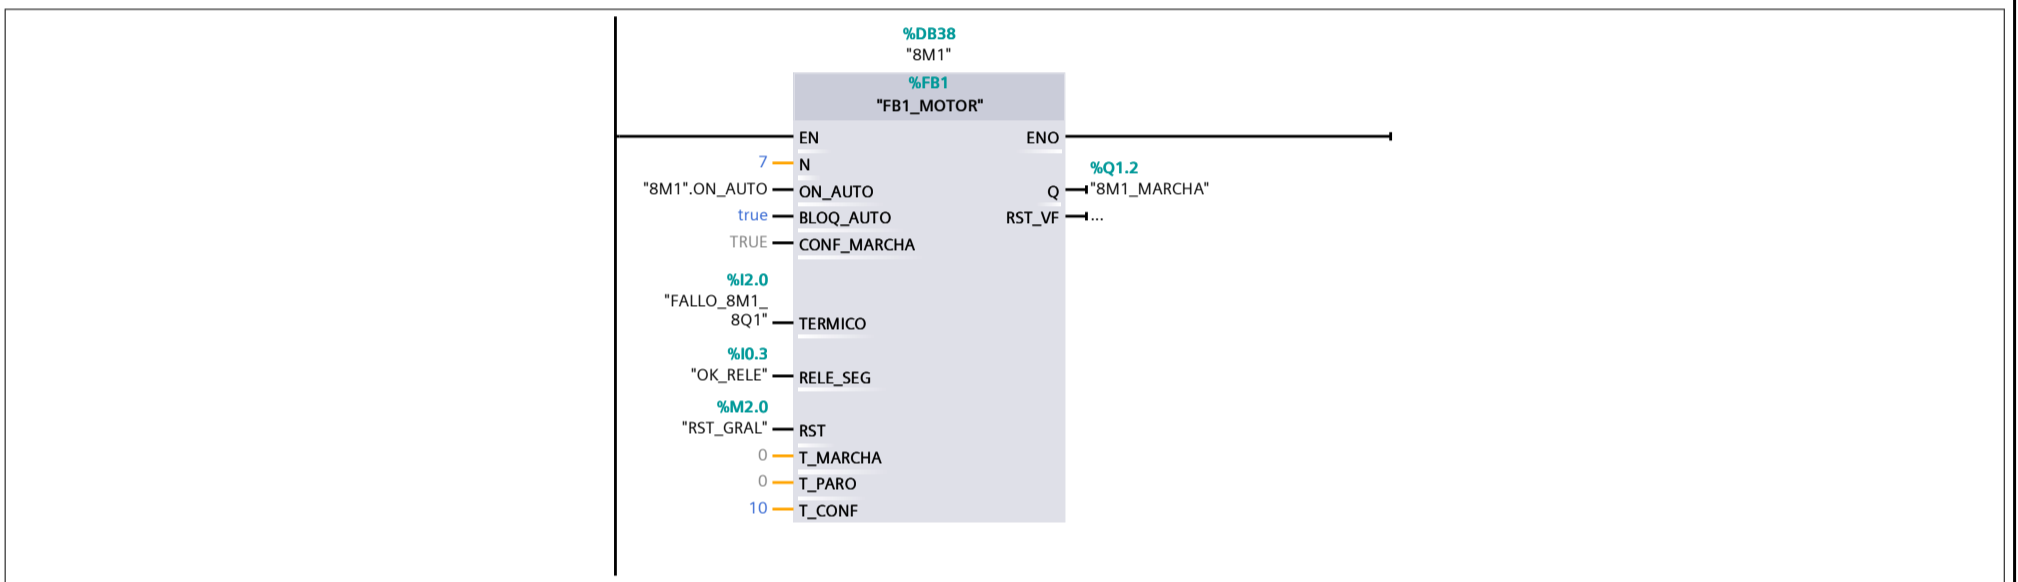 %DB38
"8M1"
%FB1
"FB1_MOTOR"
EN ENO
7 N
%Q1.2
"8M1".ON_AUTO ON_AUTO Q "8M1_MARCHA"
true BLOQ_AUTO RST_VF ...
TRUE CONF_MARCHA
%I2.0
"FALLO_8M1_
8Q1" TERMICO
%I0.3
"OK_RELE" RELE_SEG
%M2.0
"RST_GRAL" RST
0 T_MARCHA
0 T_PARO
10 T_CONF